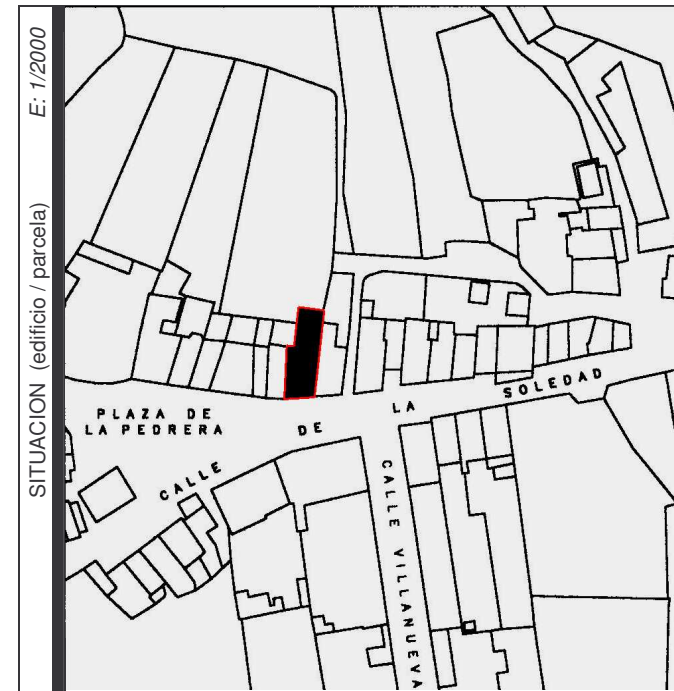 SITUACION (edificio / parcela) E: 1/2000
PLAZA DE
LA PEDRERA
CALLE DE LA SOLEDAD
CALLE VILLANUEVA